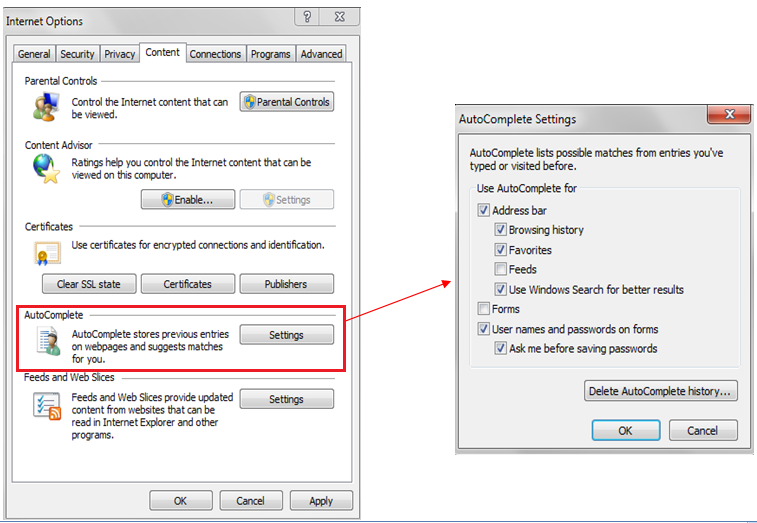 Internet Options
General Security Privacy Content Connections Programs Advanced
Parental Controls
Control the Internet content that can
be viewed.
Parental Controls
Content Advisor
Ratings help you control the Internet content that can be
viewed on this computer.
Enable...
Settings
Certificates
Use certificates for encrypted connections and identification.
Clear SSL state
Certificates
Publishers
AutoComplete
AutoComplete stores previous entries
on webpages and suggests matches
for you.
Settings
Feeds and Web Slices
Feeds and Web Slices provide updated
content from websites that can be
read in Internet Explorer and other
programs.
Settings
OK
Cancel
Apply
AutoComplete Settings
AutoComplete lists possible matches from entries you've
typed or visited before.
Use AutoComplete for
Address bar
Browsing history
Favorites
Feeds
Use Windows Search for better results
Forms
User names and passwords on forms
Ask me before saving passwords
Delete AutoComplete history...
OK
Cancel